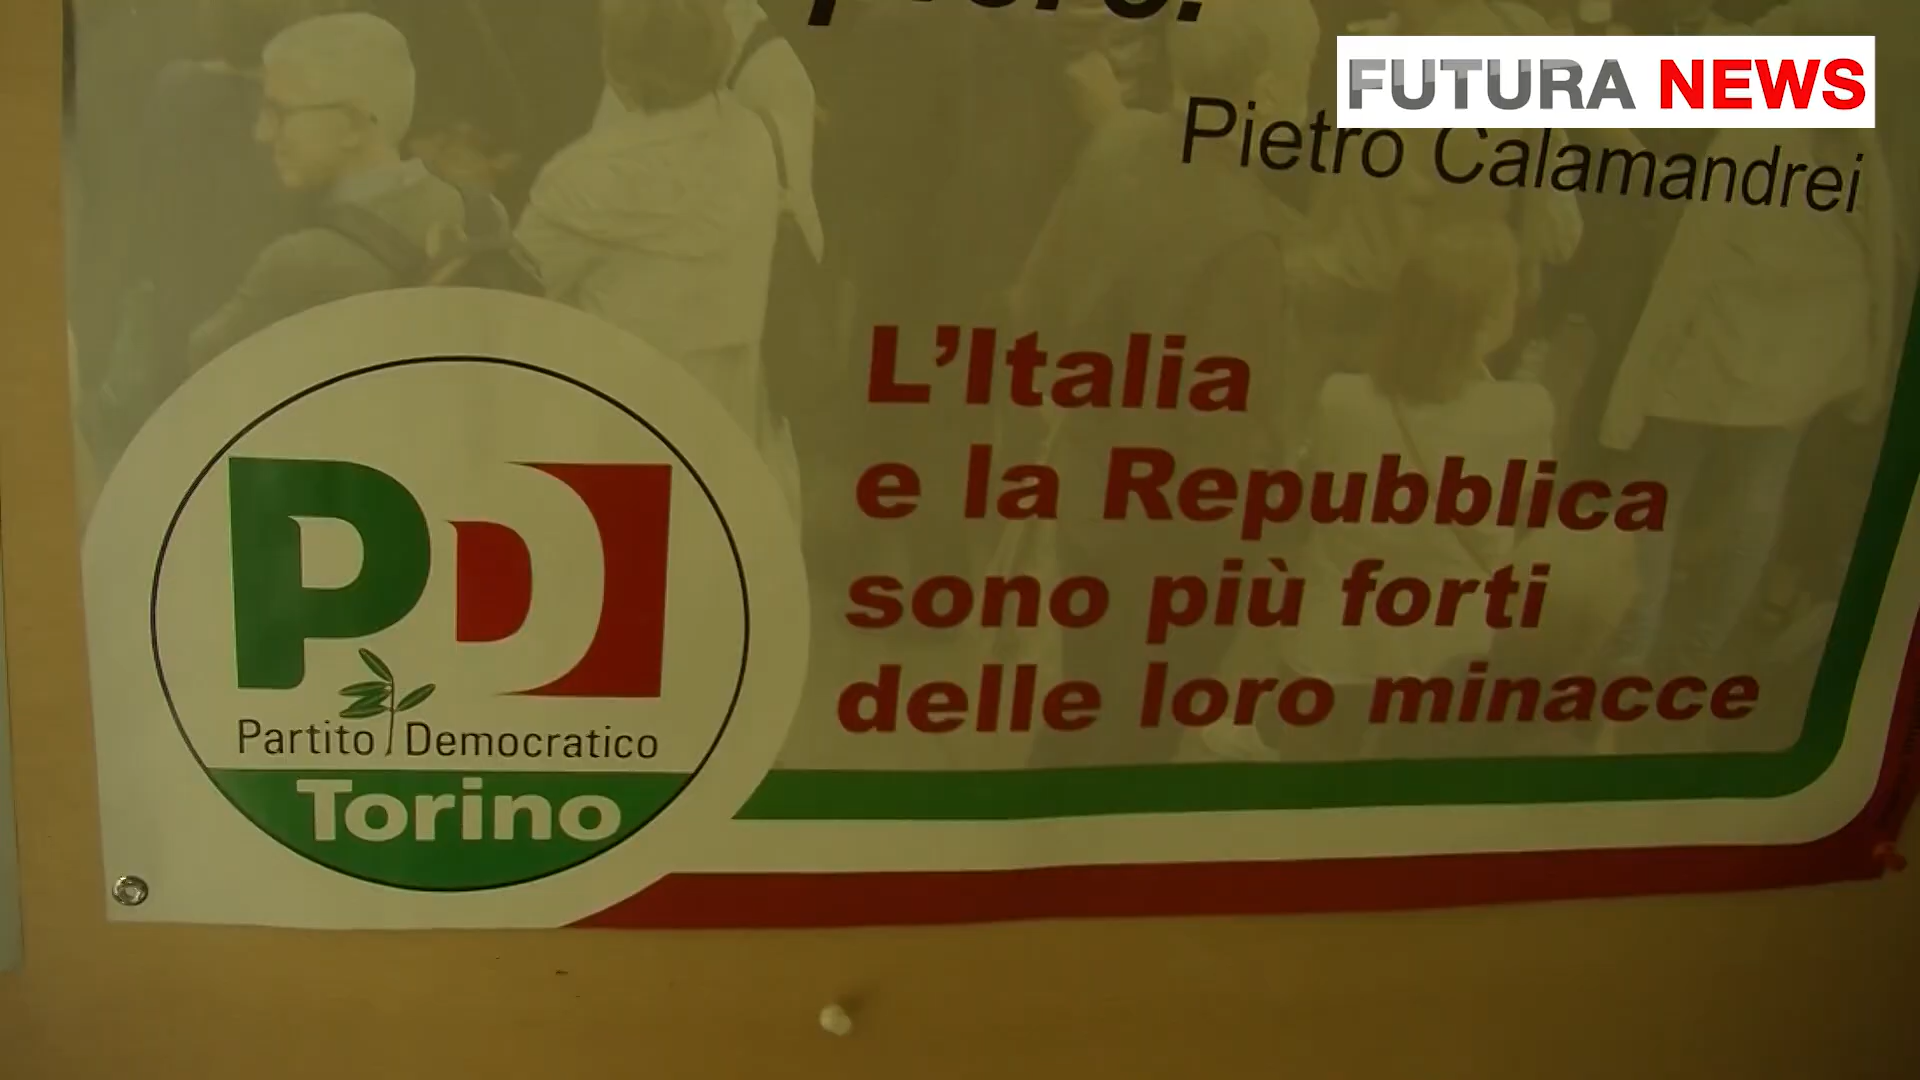 FUTURA NEWS
Pietro Calamandrei
L'Italia
e la Repubblica
sono più forti
delle loro minacce
PD
Partito Democratico
Torino